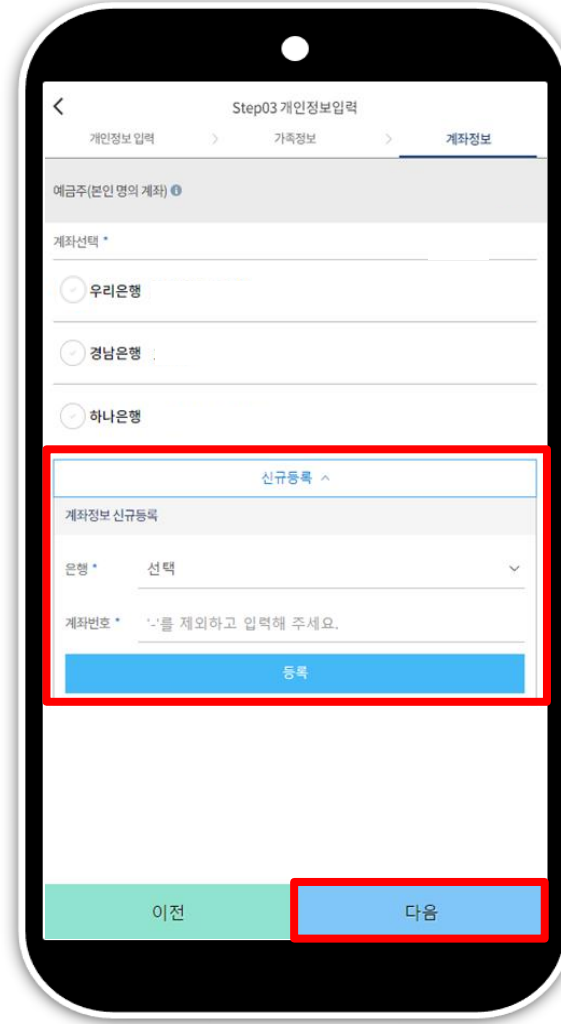 Step03 개인정보입력
개인정보 입력 > 가족정보 > 계좌정보
예금주(본인 명의 계좌)
계좌선택 *
우리은행
경남은행
하나은행
신규등록
계좌정보 신규등록
은행 * 선택
계좌번호 * '-'를 제외하고 입력해 주세요.
등록
이전 다음